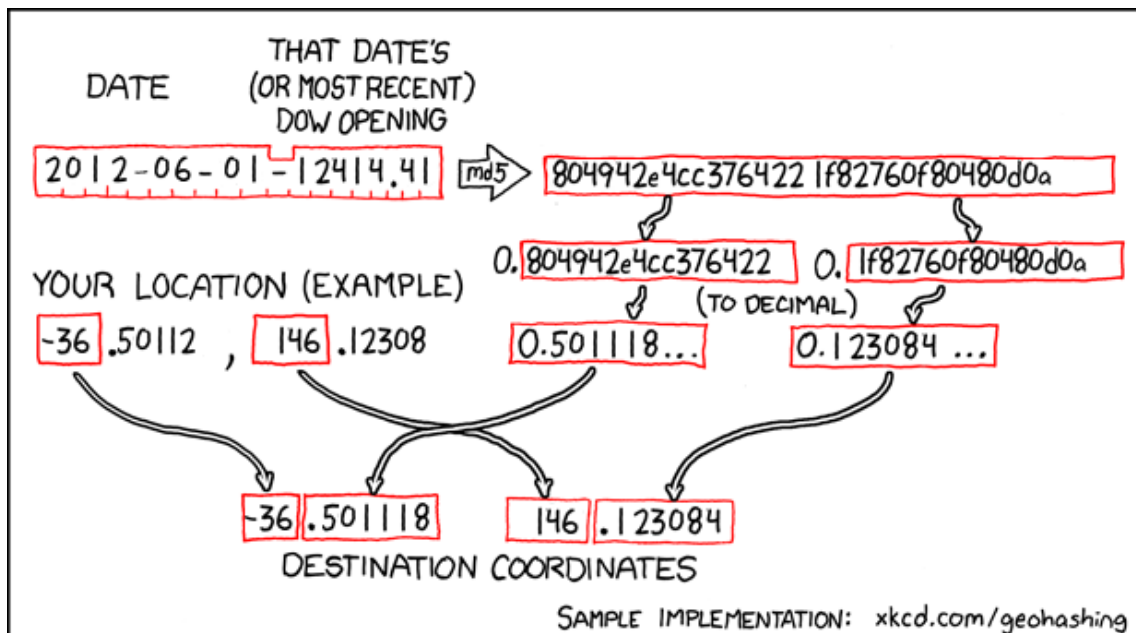 THAT DATE'S
DATE (OR MOST RECENT)
DOW OPENING
2012-06-01-12414.41 md5 804942e4cc3764221f82760f80480d0a
0.804942e4cc376422 0.1f82760f80480d0a
YOUR LOCATION (EXAMPLE) (TO DECIMAL)
-36.50112, 146.12308 0.501118... 0.123084...
-36.501118 146.123084
DESTINATION COORDINATES
SAMPLE IMPLEMENTATION: xkcd.com/geohashing